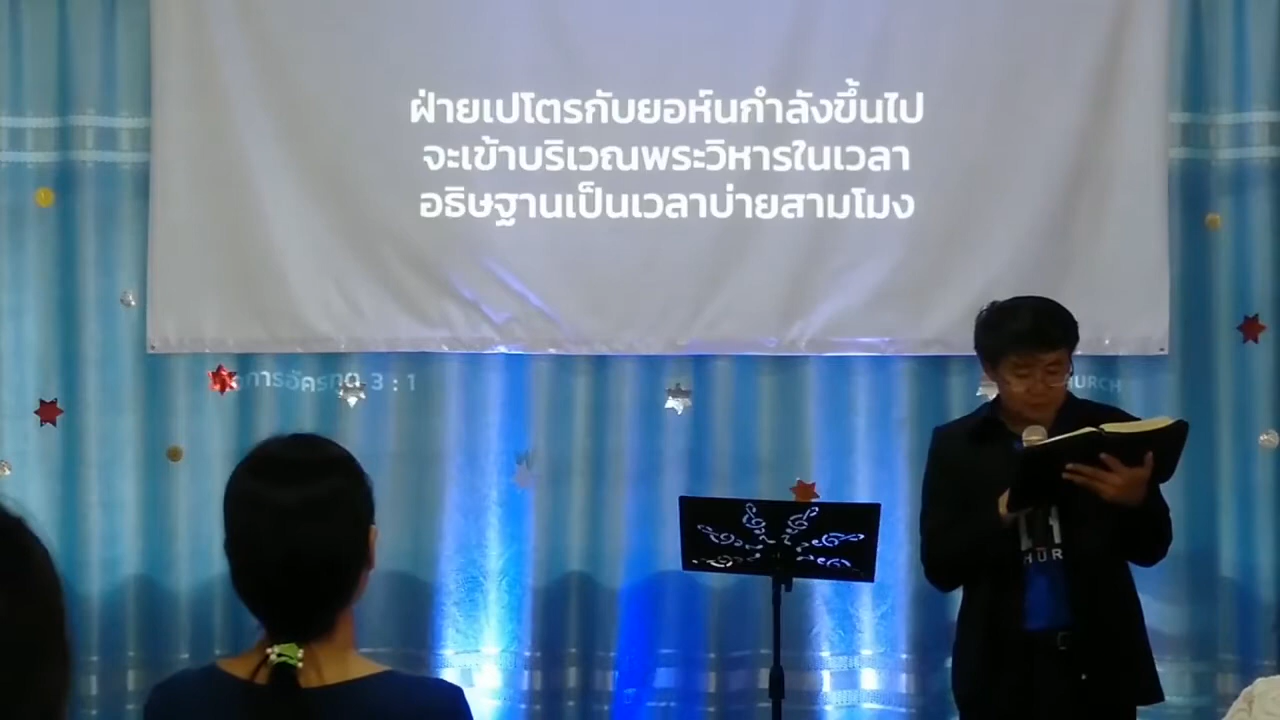 ฝ่ายเปโตรกับยอห์นกำลังขึ้นไป
จะเข้าบริเวณพระวิหารในเวลา
อธิษฐานเป็นเวลาบ่ายสามโมง
3 : 1